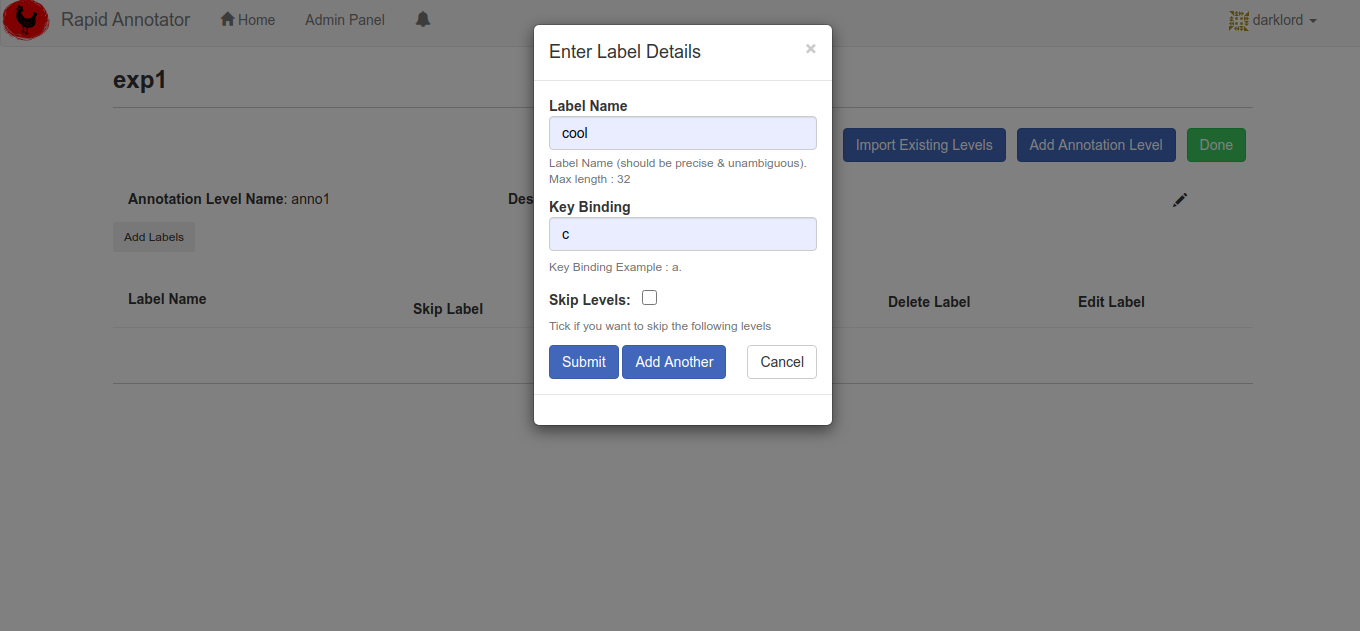 Rapid Annotator Home Admin Panel darklord
Enter Label Details ×
exp1
Label Name
cool
Label Name (should be precise & unambiguous).
Max length : 32
Import Existing Levels Add Annotation Level Done
Annotation Level Name: anno1 Des
Key Binding
c
Key Binding Example : a.
Add Labels
Label Name Skip Label Delete Label Edit Label
Skip Levels:
Tick if you want to skip the following levels
Submit Add Another Cancel